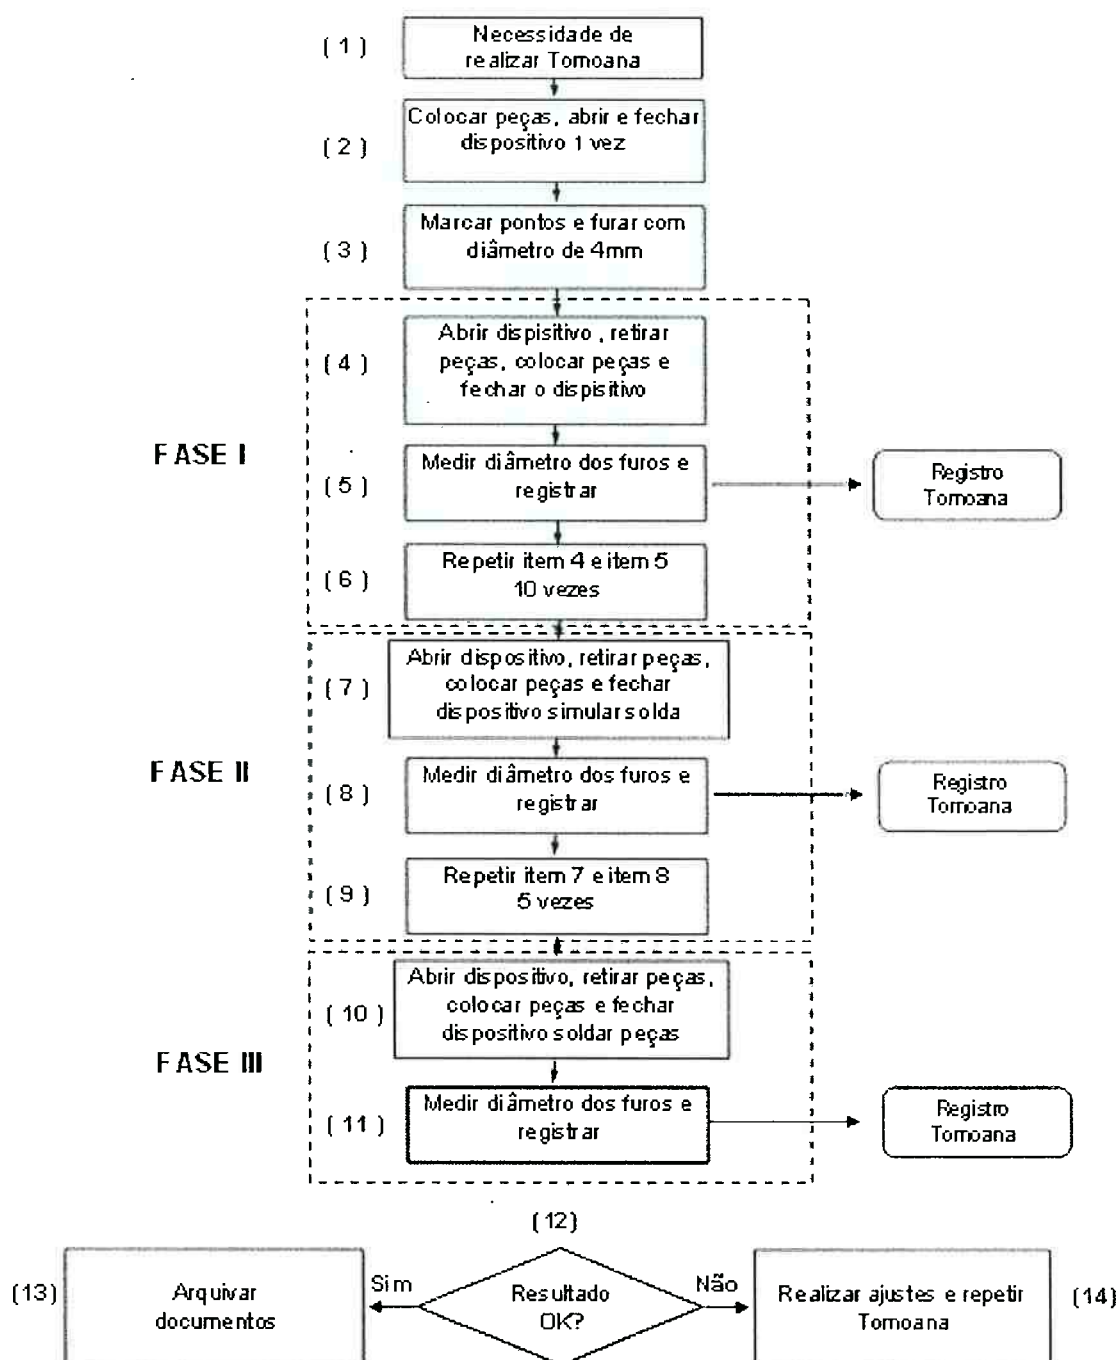 (1)
Necessidade de
realizar Tomoana
(2)
Colocar peças, abrir e fechar
dispositivo 1 vez
(3)
Marcar pontos e furar com
diâmetro de 4mm
FASE I
(4)
Abrir dispisitivo , retirar
peças, colocar peças e
fechar o dispisitivo
(5)
Medir diâmetro dos furos e
registrar
Registro
Tomoana
(6)
Repetir item 4 e item 5
10 vezes
FASE II
(7)
Abrir dispositivo, retirar peças,
colocar peças e fechar
dispositivo simular solda
(8)
Medir diâmetro dos furos e
registrar
Registro
Tomoana
(9)
Repetir item 7 e item 8
5 vezes
FASE III
(10)
Abrir dispositivo, retirar peças,
colocar peças e fechar
dispositivo soldar peças
(11)
Medir diâmetro dos furos e
registrar
Registro
Tomoana
(12)
Resultado
OK?
Sim
Não
(13)
Arquivar
documentos
Realizar ajustes e repetir
Tomoana
(14)